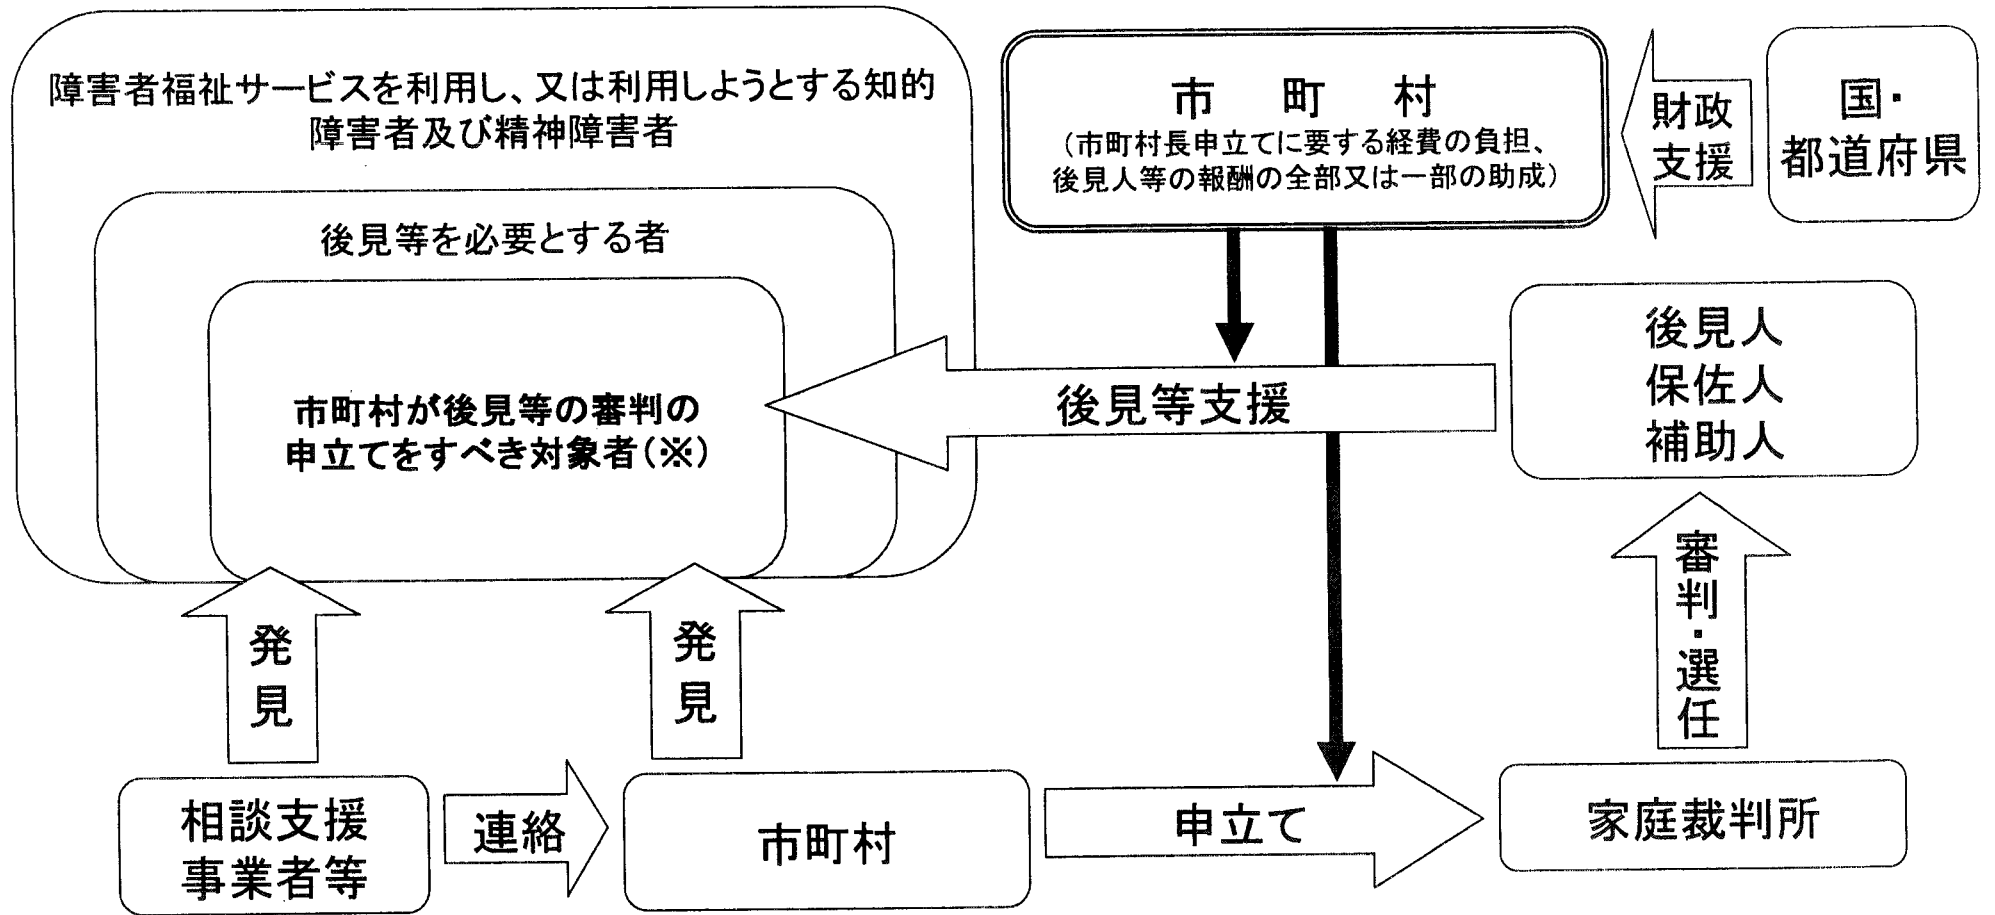 障害者福祉サービスを利用し、又は利用しようとする知的
障害者及び精神障害者
後見等を必要とする者
市町村が後見等の審判の
申立てをすべき対象者(※)
市　町　村
(市町村長申立てに要する経費の負担、
後見人等の報酬の全部又は一部の助成)
財政
支援
国・
都道府県
後見等支援
後見人
保佐人
補助人
発見
発見
審判・選任
相談支援
事業者等
連絡
市町村
申立て
家庭裁判所